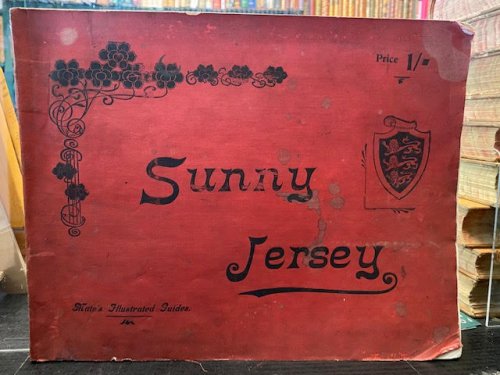 Price 1/-
Sunny
Jersey
Mate's Illustrated Guides.